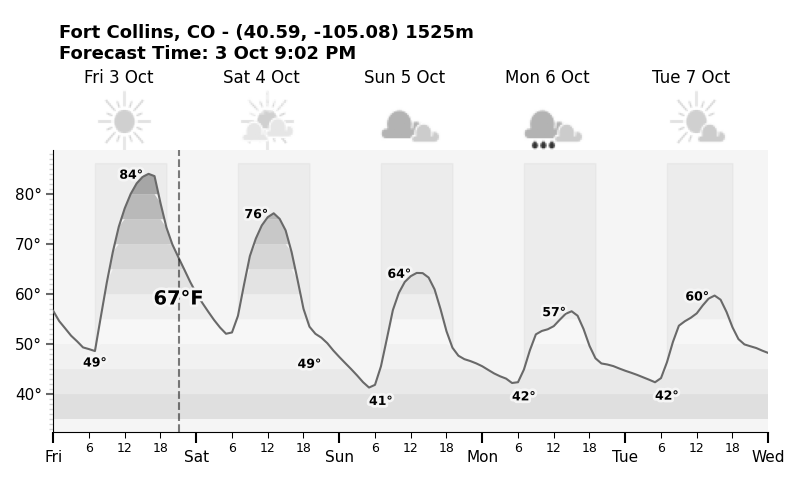 Fort Collins, CO - (40.59, -105.08) 1525m
Forecast Time: 3 Oct 9:02 PM
Fri 3 Oct Sat 4 Oct Sun 5 Oct Mon 6 Oct Tue 7 Oct
84°
80°
76°
70°
64°
60°
67°F
60°
57°
50°
49°
49°
40°
41°
42°
42°
6 12 18 6 12 18 6 12 18 6 12 18 6 12 18
Fri Sat Sun Mon Tue Wed